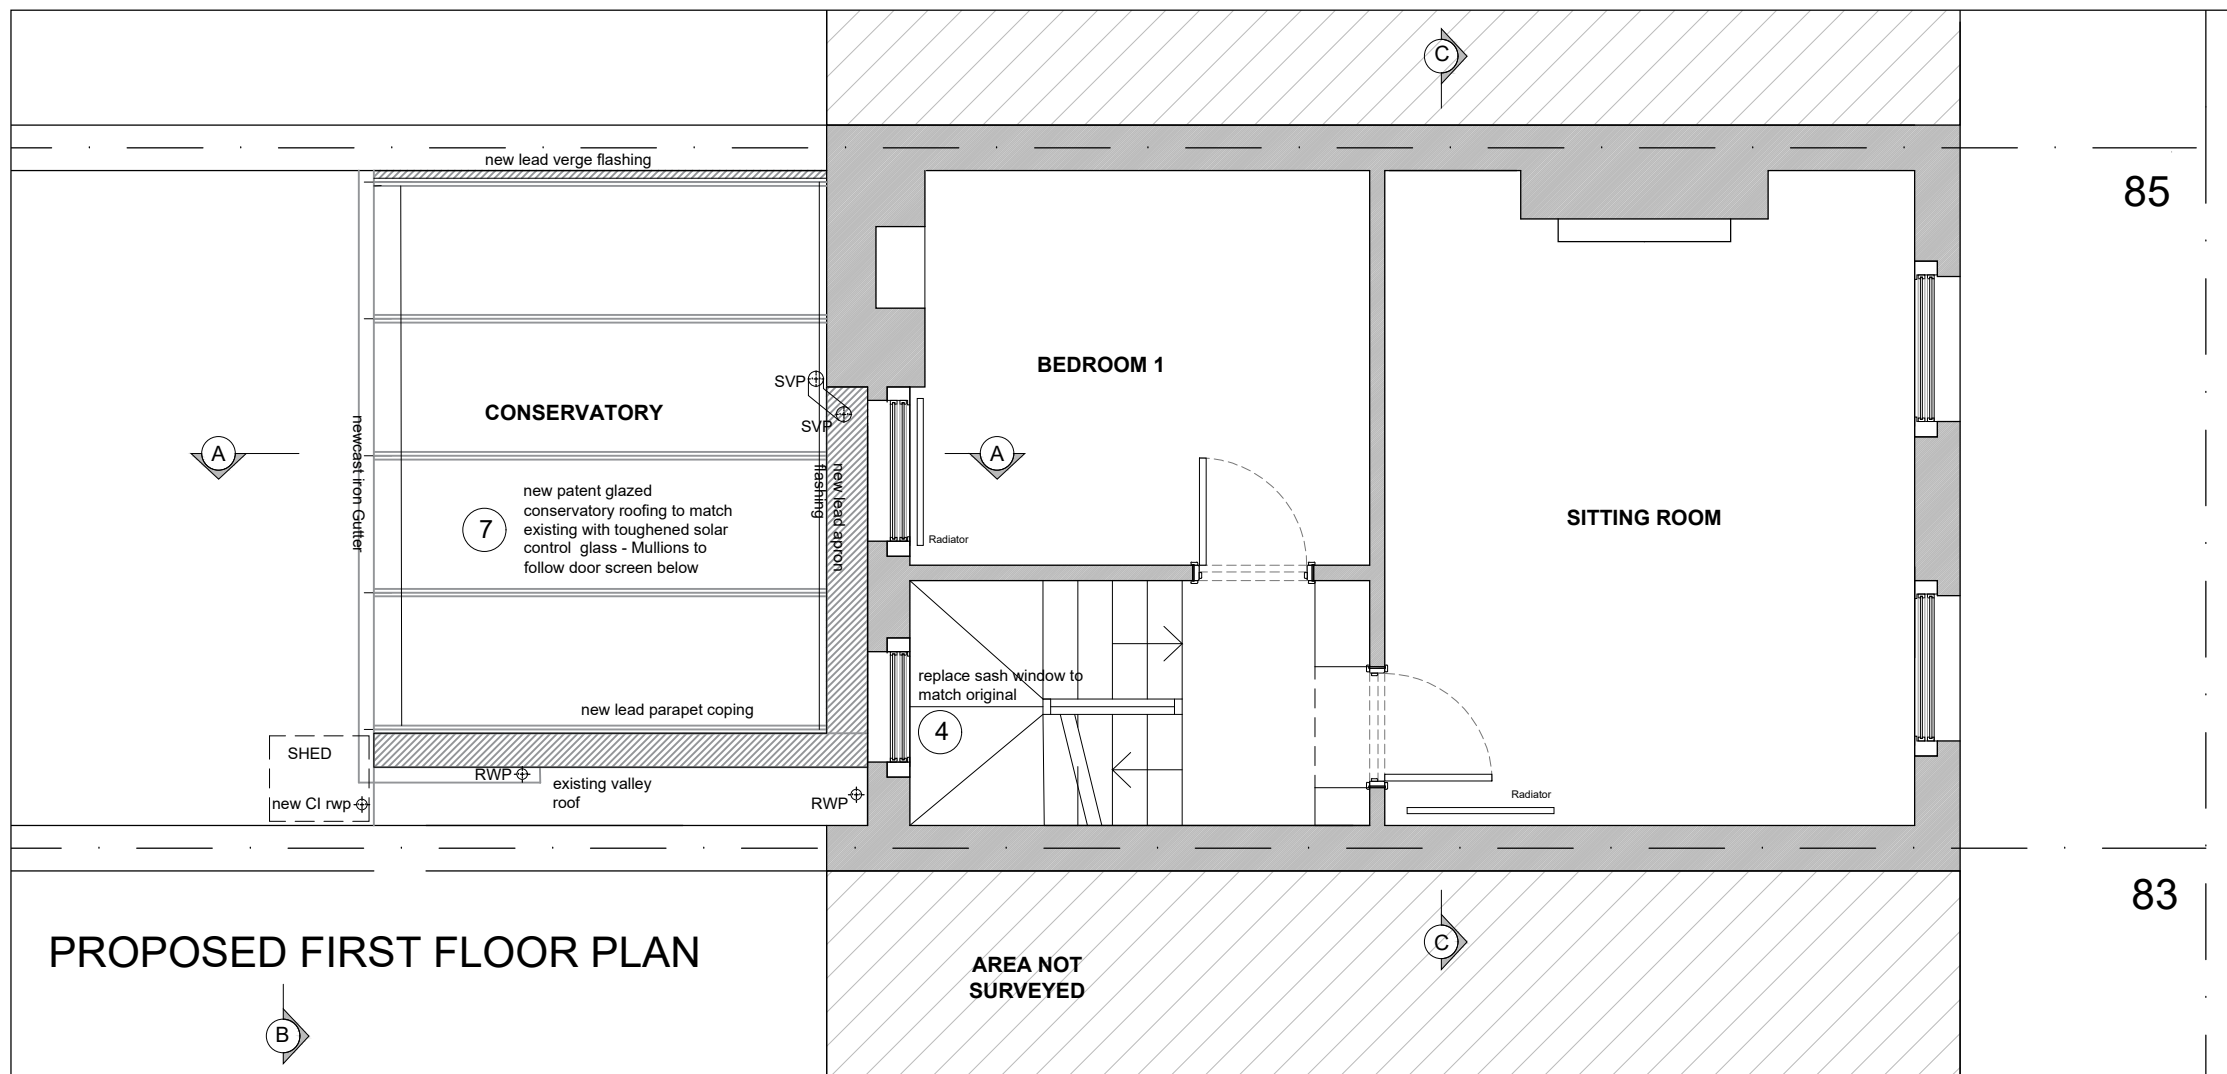 C
new lead verge flashing
85
BEDROOM 1
SVP
CONSERVATORY
SVP
newcast iron Gutter
A
A
new lead apron
flashing
new patent glazed
conservatory roofing to match
existing with toughened solar
control glass - Mullions to
follow door screen below
7
SITTING ROOM
Radiator
replace sash window to
match original
4
new lead parapet coping
SHED
RWP
existing valley
roof
new CI rwp
RWP
Radiator
83
PROPOSED FIRST FLOOR PLAN
C
AREA NOT
SURVEYED
B